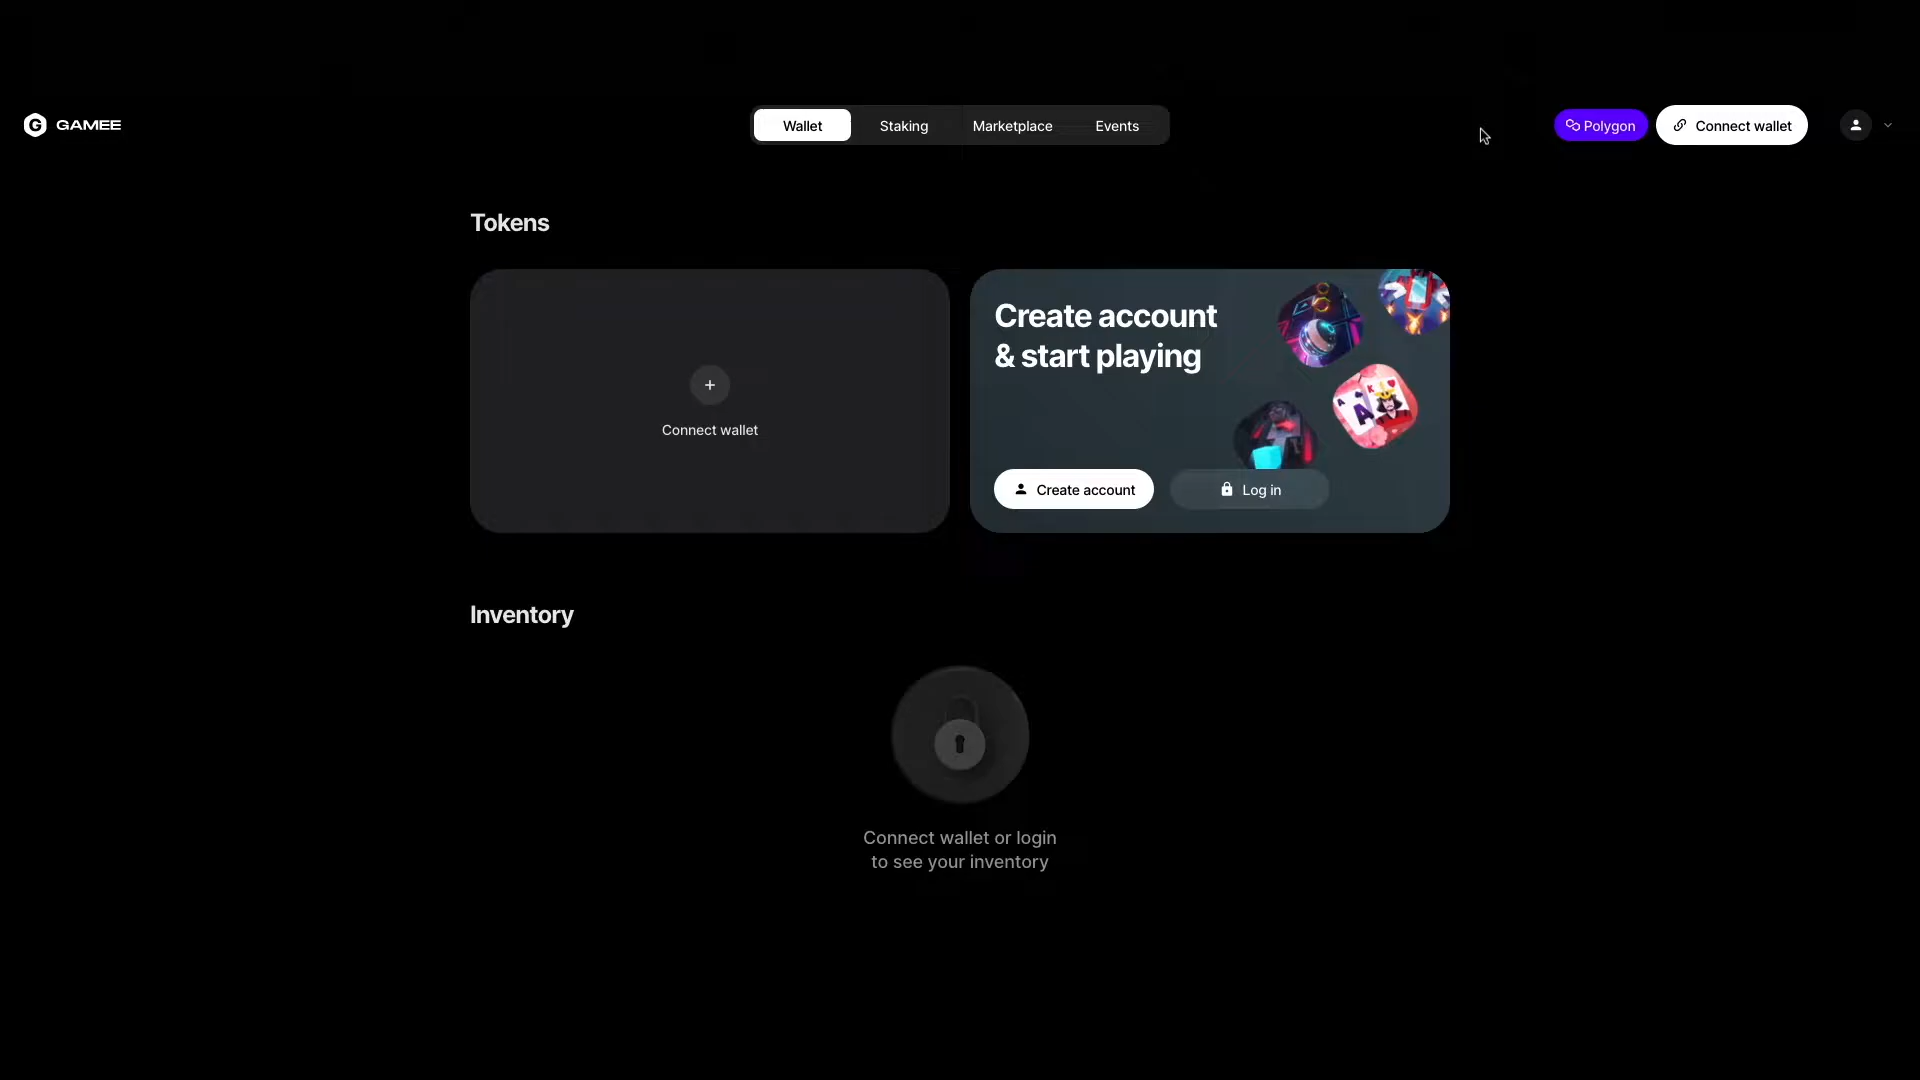 GAMEE
Wallet
Staking
Marketplace
Events
Polygon
Connect wallet
Tokens
Connect wallet
Create account
& start playing
Create account
Log in
Inventory
Connect wallet or login
to see your inventory